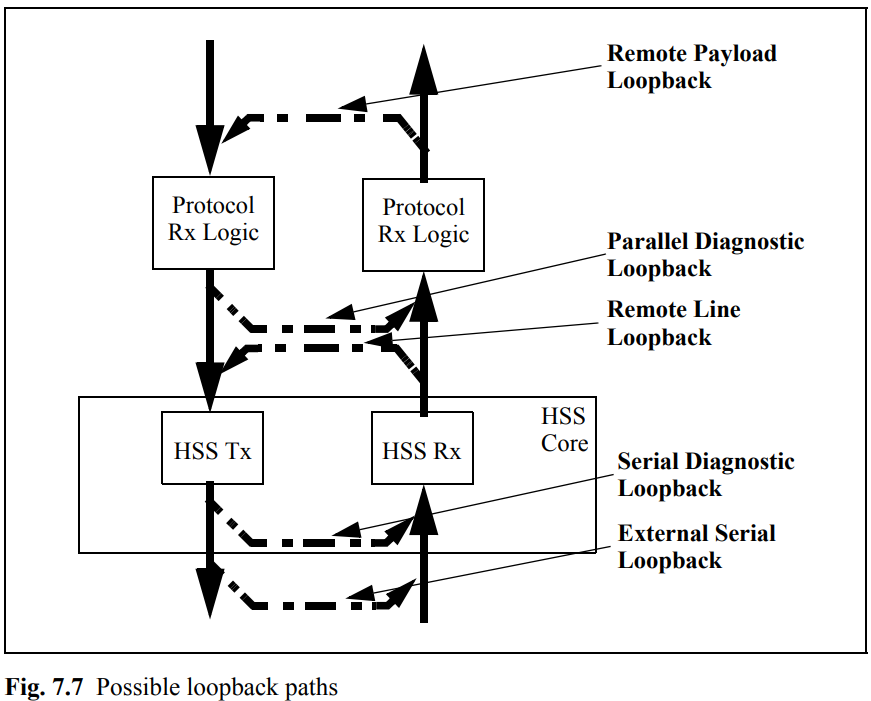 Remote Payload
Loopback
Protocol
Rx Logic
Protocol
Rx Logic
Parallel Diagnostic
Loopback
Remote Line
Loopback
HSS
Core
HSS Tx
HSS Rx
Serial Diagnostic
Loopback
External Serial
Loopback
Fig. 7.7 Possible loopback paths